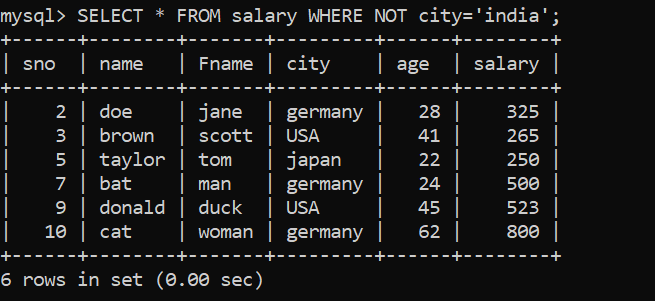 mysql> SELECT * FROM salary WHERE NOT city='india';
+------+--------+--------+---------+------+--------+
| sno  | name   | Fname  | city    | age  | salary |
+------+--------+--------+---------+------+--------+
|    2 | doe    | jane   | germany |   28 |    325 |
|    3 | brown  | scott  | USA     |   41 |    265 |
|    5 | taylor | tom    | japan   |   22 |    250 |
|    7 | bat    | man    | germany |   24 |    500 |
|    9 | donald | duck   | USA     |   45 |    523 |
|   10 | cat    | woman  | germany |   62 |    800 |
+------+--------+--------+---------+------+--------+
6 rows in set (0.00 sec)